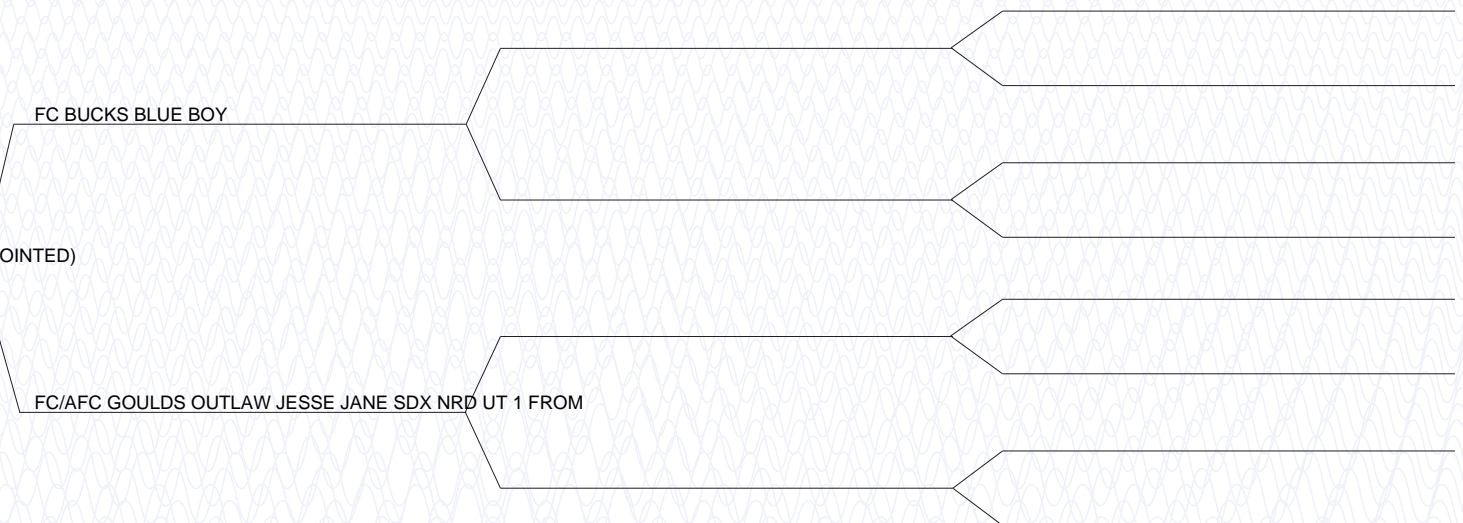 FC BUCKS BLUE BOY
OINTED)
FC/AFC GOULDS OUTLAW JESSE JANE SDX NRD UT 1 FROM